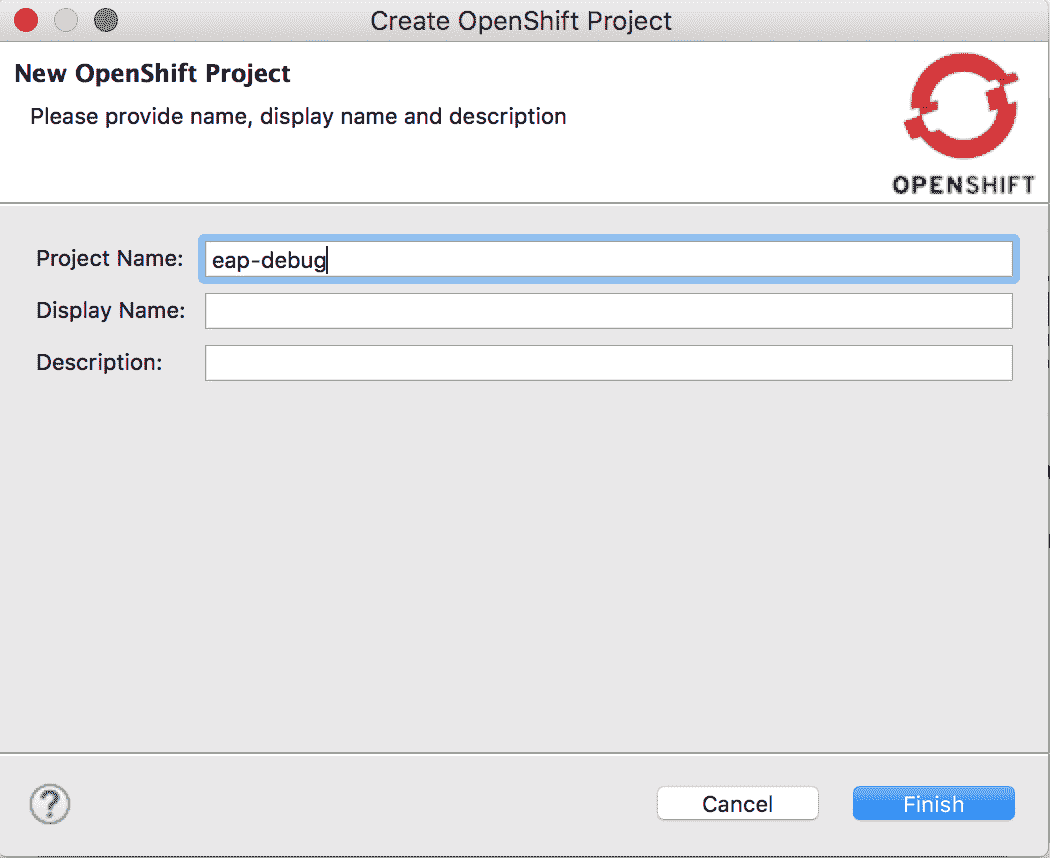 Create OpenShift Project
New OpenShift Project
Please provide name, display name and description
OPENSHIFT
Project Name: eap-debug
Display Name:
Description:
? Cancel Finish